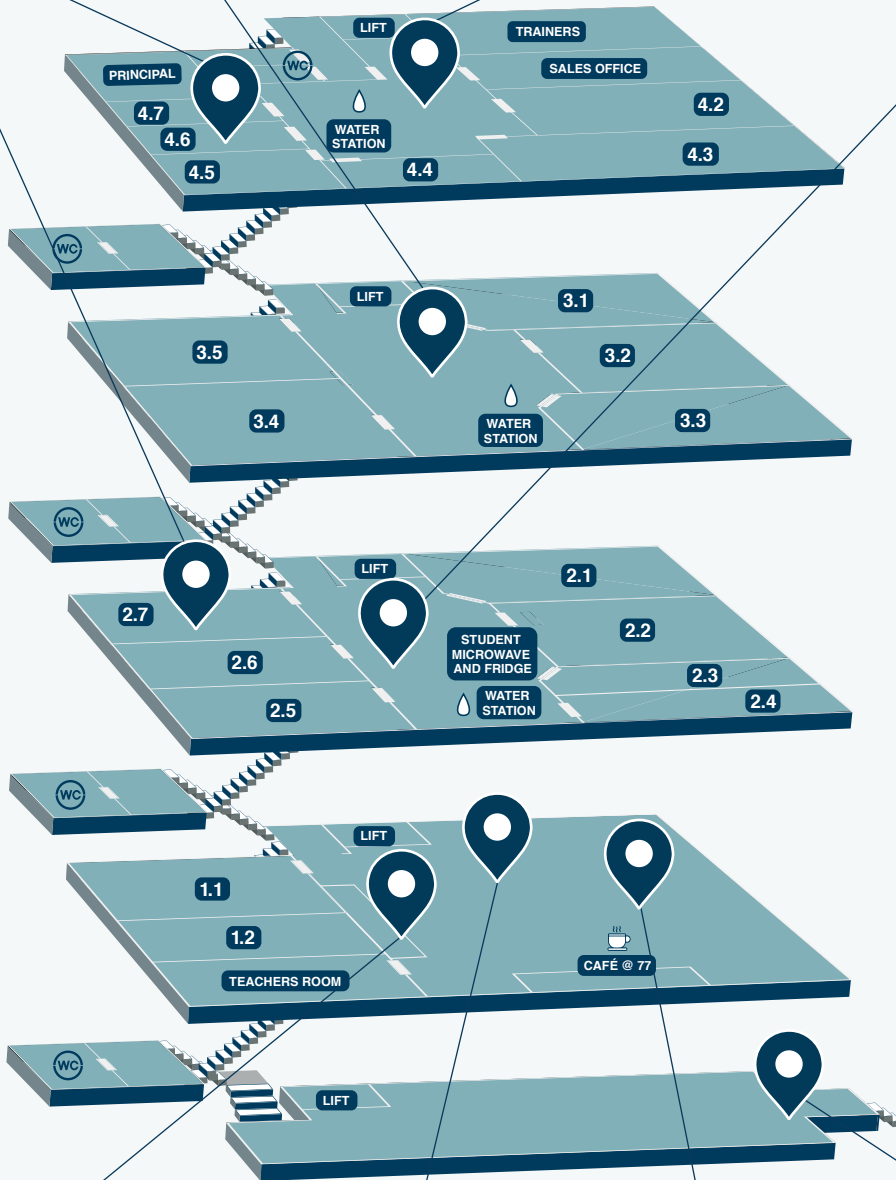 LIFT
TRAINERS
WC
PRINCIPAL
SALES OFFICE
4.7
4.2
4.6
WATER
STATION
4.5
4.4
4.3
WC
LIFT
3.1
3.5
3.2
3.4
WATER
STATION
3.3
WC
LIFT
2.1
2.7
2.2
STUDENT
MICROWAVE
AND FRIDGE
2.6
2.3
2.5
WATER
STATION
2.4
WC
LIFT
1.1
1.2
CAFÉ @ 77
TEACHERS ROOM
WC
LIFT